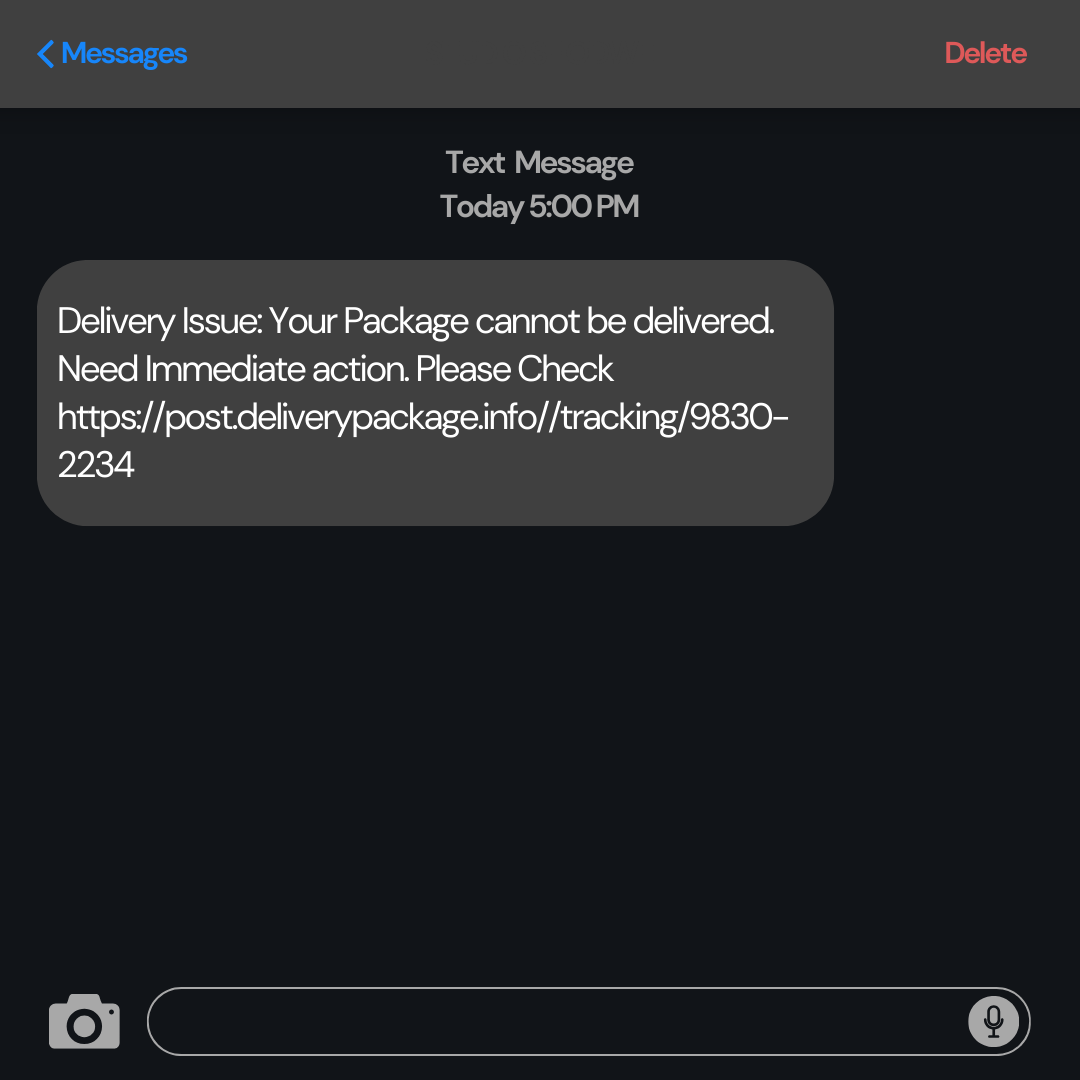 Messages
Delete
Text Message
Today 5:00 PM
Delivery Issue: Your Package cannot be delivered.
Need Immediate action. Please Check
https://post.deliverypackage.info//tracking/9830-
2234